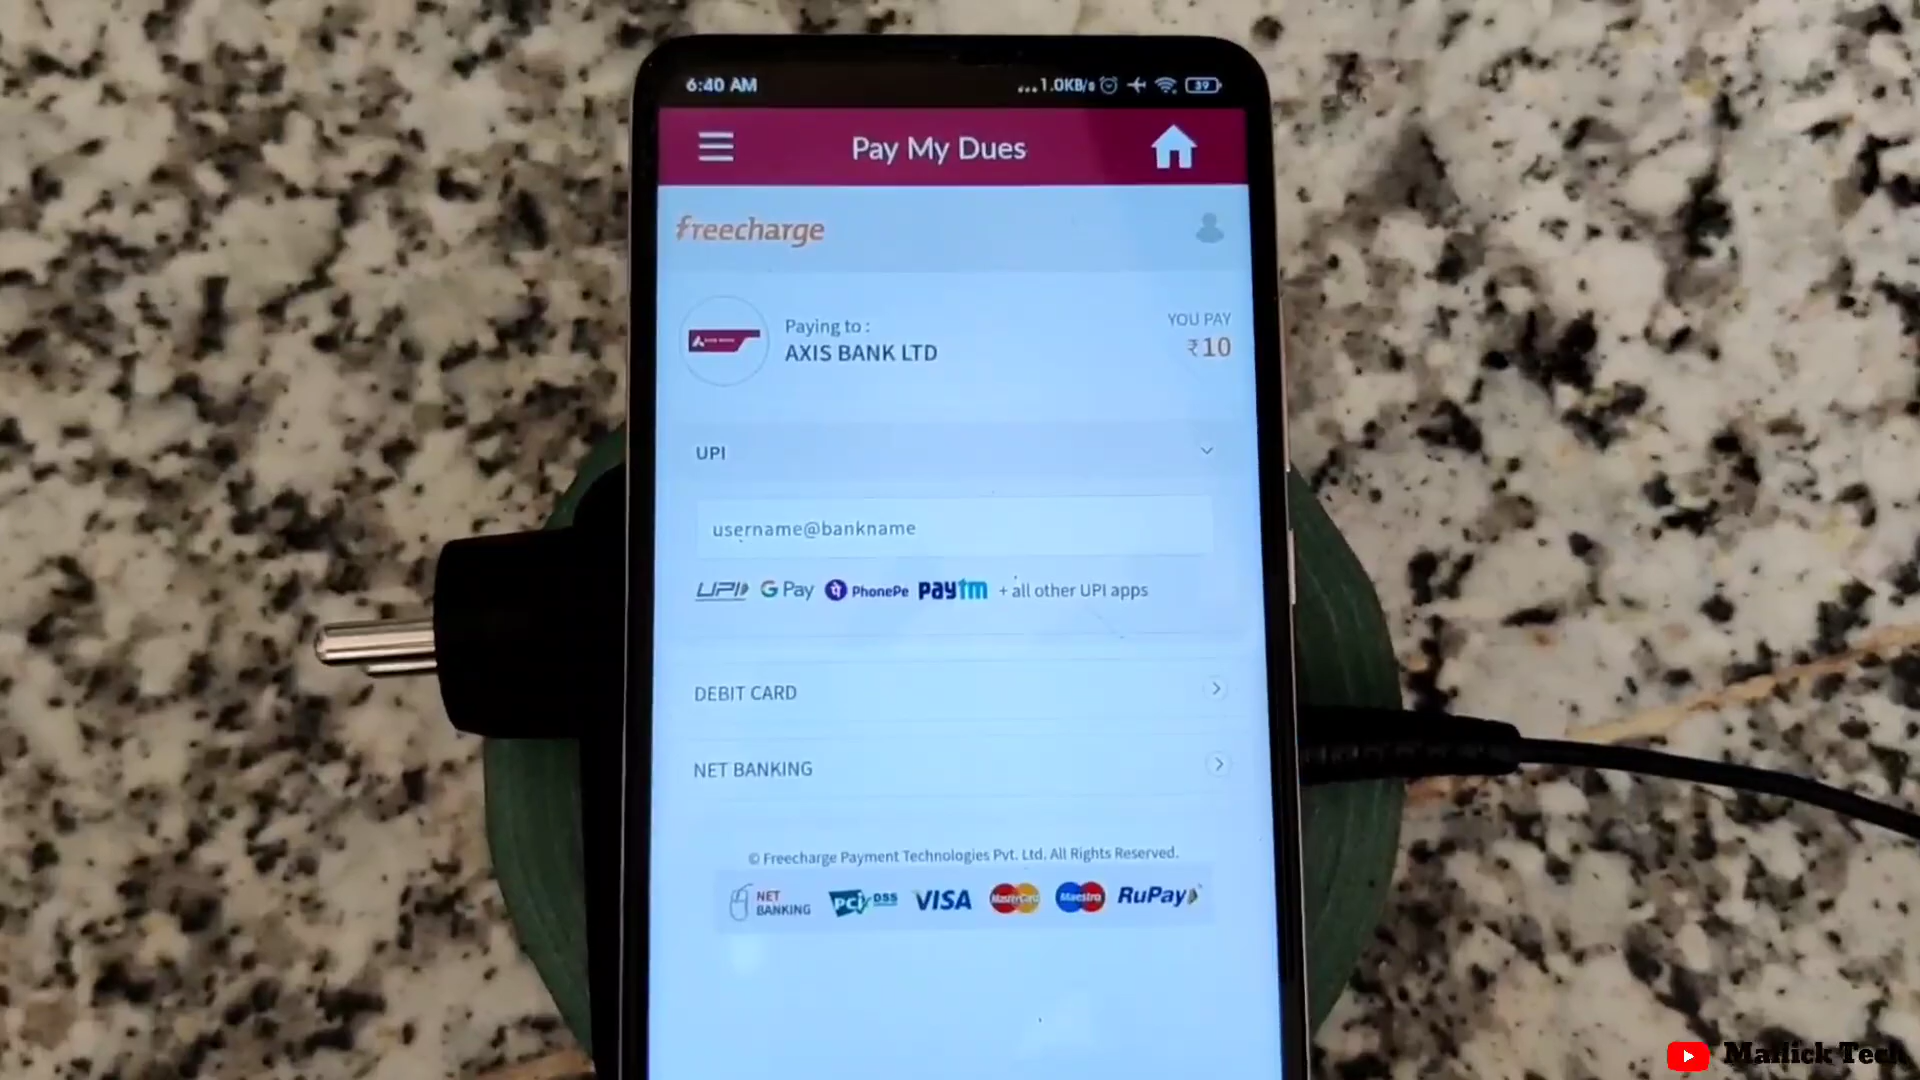 6:40 AM
...1.0KB/s
39
Pay My Dues
freecharge
Paying to :
AXIS BANK LTD
YOU PAY
₹10
AXIS BANK
UPI
username@bankname
UPI G Pay PhonePe Paytm + all other UPI apps
DEBIT CARD
NET BANKING
© Freecharge Payment Technologies Pvt. Ltd. All Rights Reserved.
NET BANKING PCI DSS VISA MasterCard Maestro RuPay
Mallick Tech